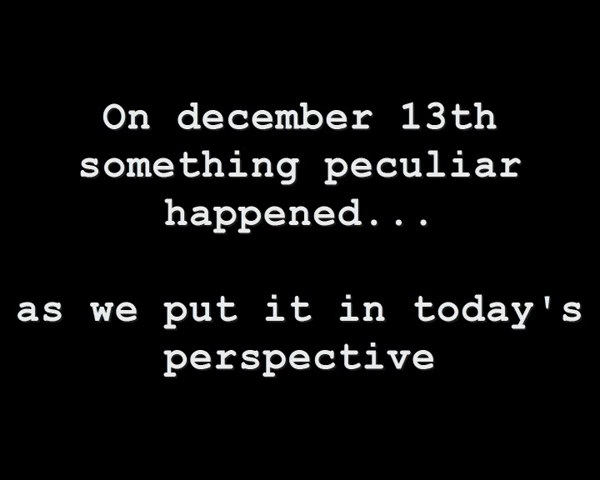 On december 13th
something peculiar
happened...
as we put it in today's
perspective